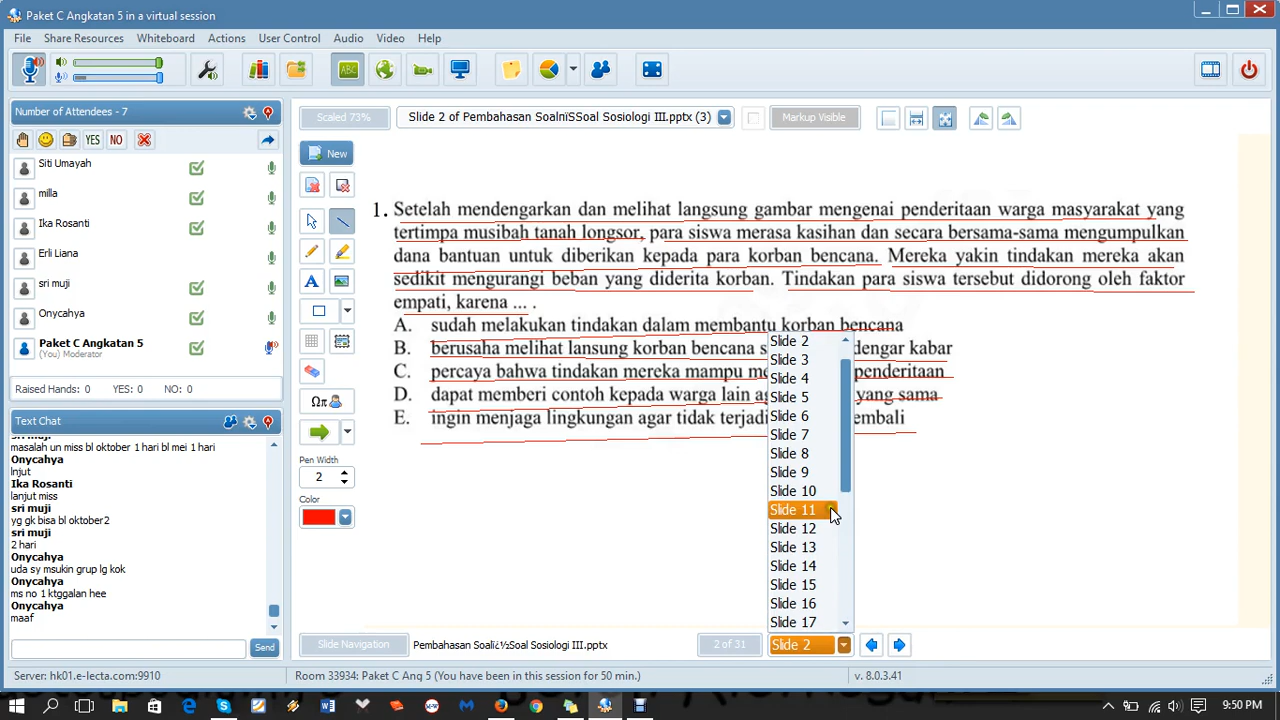 Paket C Angkatan 5 in a virtual session
File Share Resources Whiteboard Actions User Control Audio Video Help
ABC
Number of Attendees - 7
YES NO
Siti Umayah
milla
Ika Rosanti
Erli Liana
sri muji
Onycahya
Paket C Angkatan 5
(You) Moderator
Raised Hands: 0 YES: 0 NO: 0
Text Chat
sri muji
masalah un miss bl oktober 1 hari bl mei 1 hari
Onycahya
lnjut
Ika Rosanti
lanjut miss
sri muji
yg gk bisa bl oktober2
sri muji
2 hari
Onycahya
uda sy msukin grup lg kok
Onycahya
ms no 1 ktggalan hee
Onycahya
maaf
Send
Scaled 73% Slide 2 of Pembahasan SoalпїЅSoal Sosiologi III.pptx (3) Markup Visible
New
Ωπ
Pen Width
2
Color
1. Setelah mendengarkan dan melihat langsung gambar mengenai penderitaan warga masyarakat yang
tertimpa musibah tanah longsor, para siswa merasa kasihan dan secara bersama-sama mengumpulkan
dana bantuan untuk diberikan kepada para korban bencana. Mereka yakin tindakan mereka akan
sedikit mengurangi beban yang diderita korban. Tindakan para siswa tersebut didorong oleh faktor
empati, karena ... .
A. sudah melakukan tindakan dalam membantu korban bencana
B. berusaha melihat lansung korban bencana s dengar kabar
C. percaya bahwa tindakan mereka mampu me penderitaan
D. dapat memberi contoh kepada warga lain ag yang sama
E. ingin menjaga lingkungan agar tidak terjadi embali
Slide 2
Slide 3
Slide 4
Slide 5
Slide 6
Slide 7
Slide 8
Slide 9
Slide 10
Slide 11
Slide 12
Slide 13
Slide 14
Slide 15
Slide 16
Slide 17
Slide Navigation Pembahasan Soalï¿½Soal Sosiologi III.pptx 2 of 31 Slide 2
Server: hk01.e-lecta.com:9910 Room 33934: Paket C Ang 5 (You have been in this session for 50 min.) v. 8.0.3.41
9:50 PM